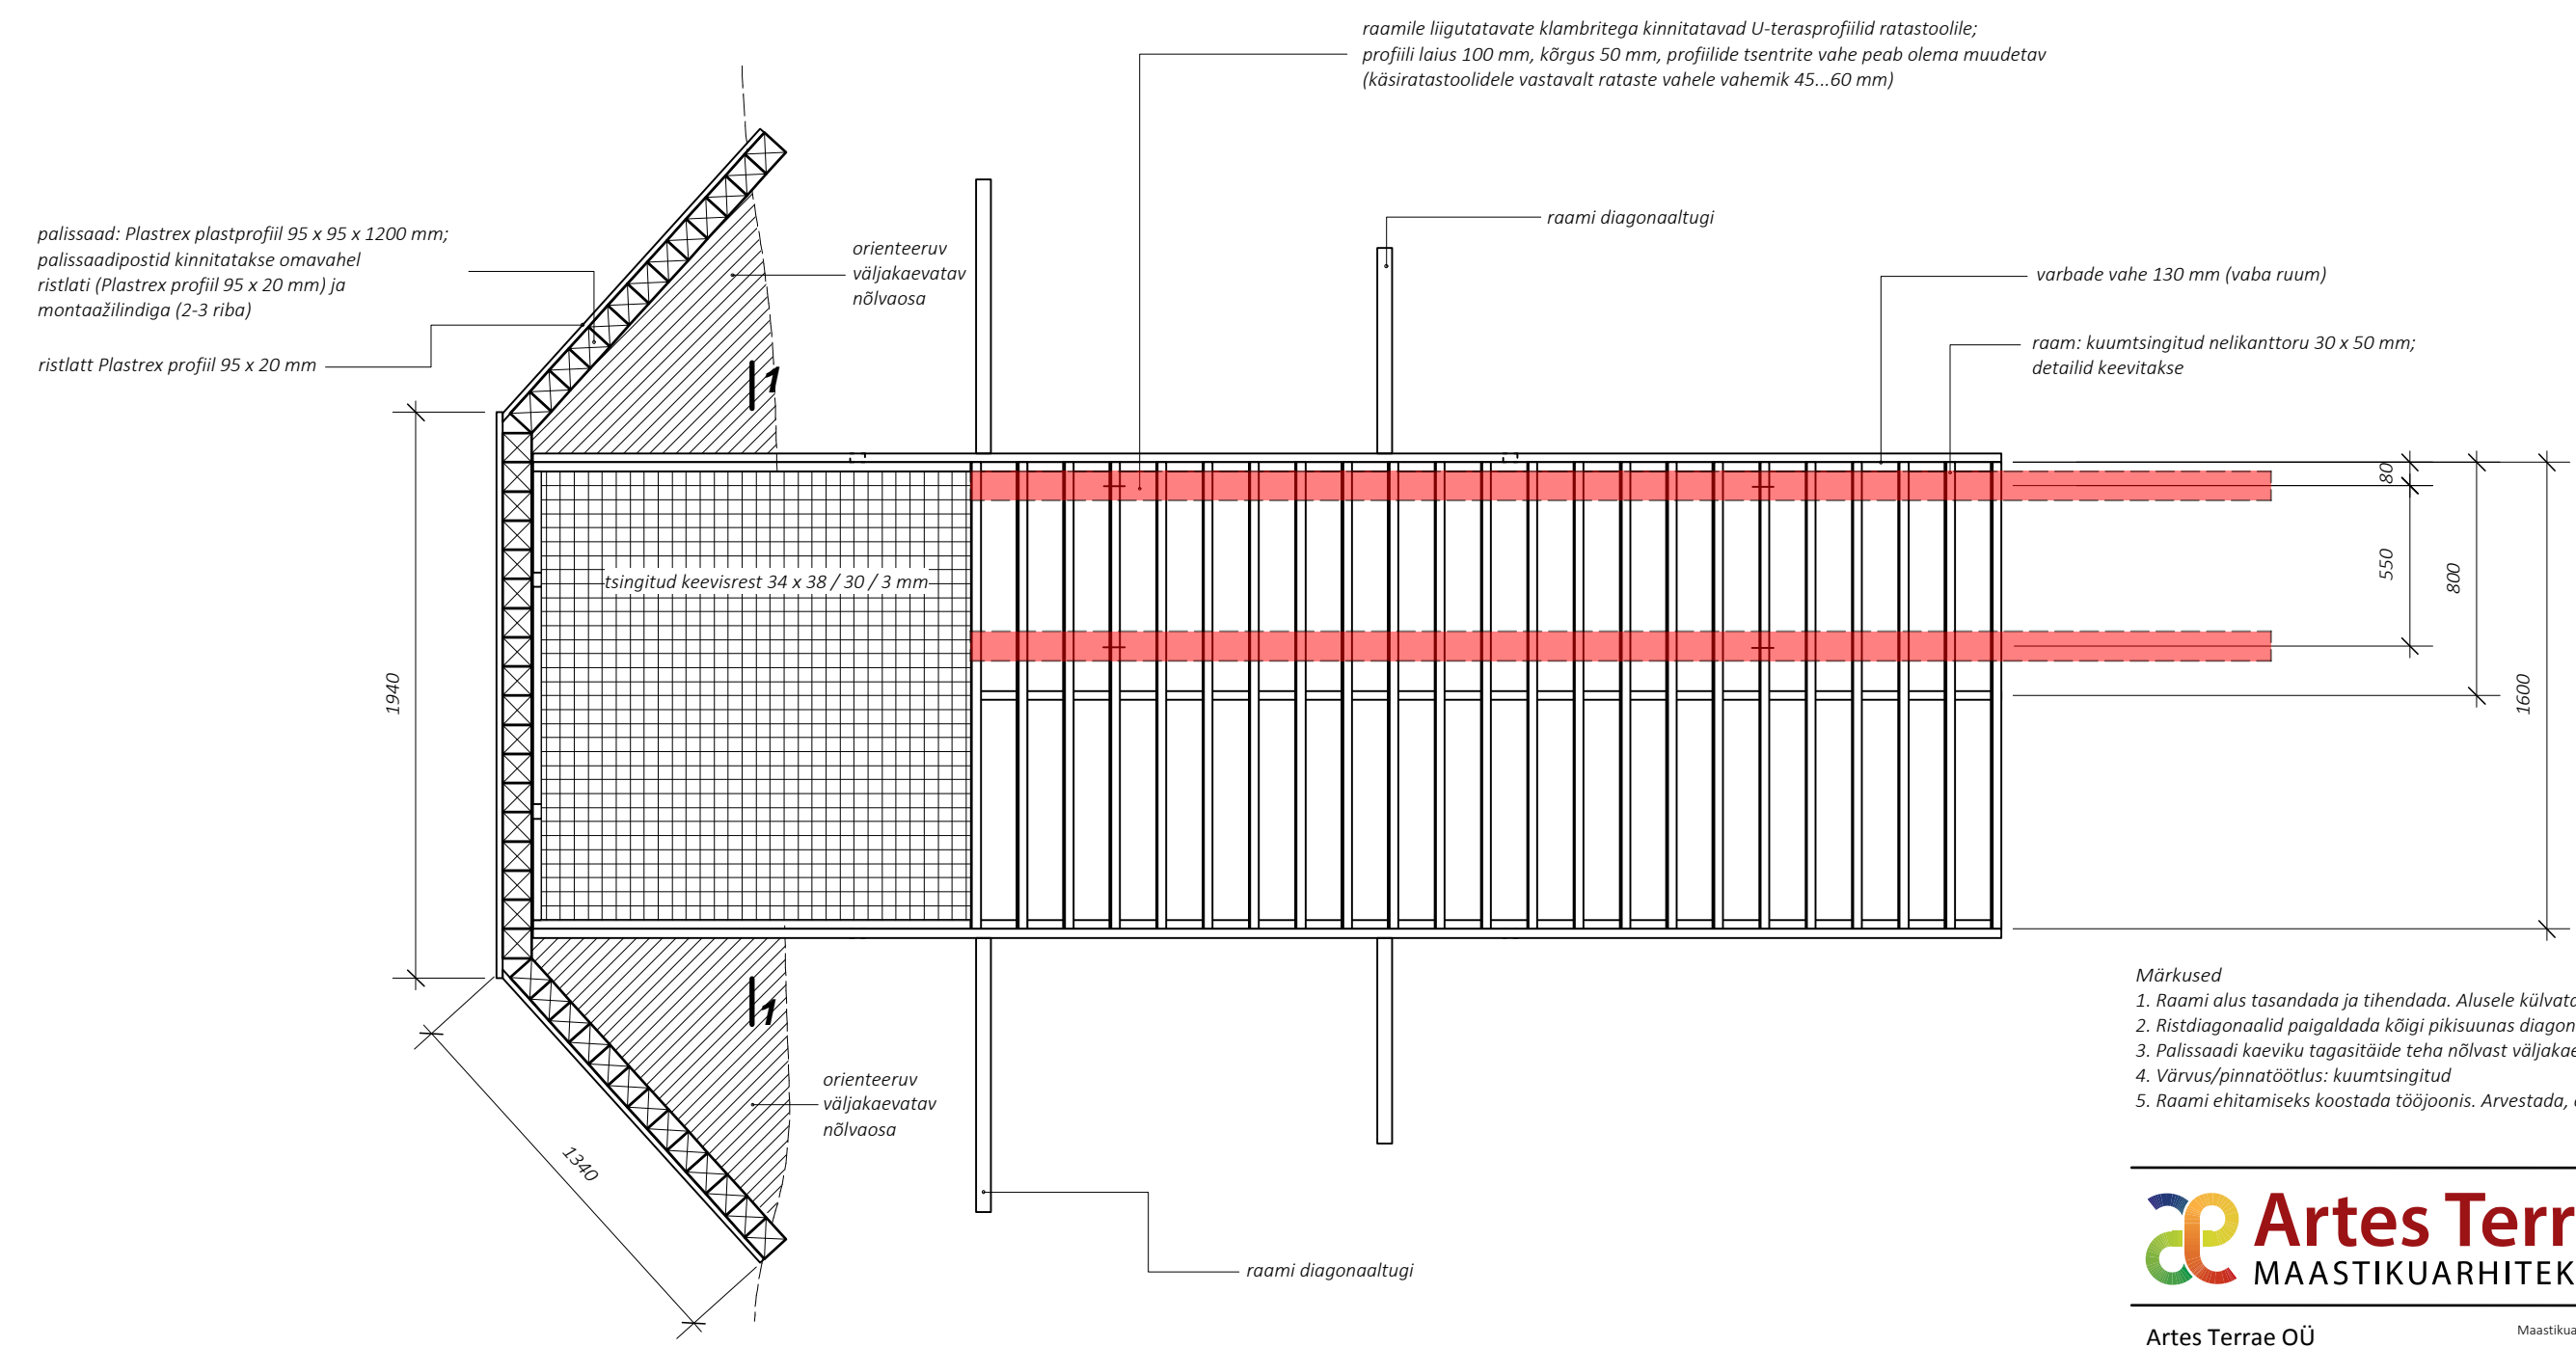 raamile liigutatavate klambritega kinnitatavad U-terasprofiilid ratastoolile;
profiili laius 100 mm, kõrgus 50 mm, profiilide tsentrite vahe peab olema muudetav
(käsiratastoolidele vastavalt rataste vahele vahemik 45...60 mm)
raami diagonaaltugi
palissaad: Plastrex plastprofiil 95 x 95 x 1200 mm;
palissaadipostid kinnitatakse omavahel
ristlati (Plastrex profiil 95 x 20 mm) ja
montaažilindiga (2-3 riba)
orienteeruv
väljakaevatav
nõlvaosa
varbade vahe 130 mm (vaba ruum)
raam: kuumtsingitud nelikanttoru 30 x 50 mm;
detailid keevitakse
ristlatt Plastrex profiil 95 x 20 mm
1
80
550
800
1600
tsingitud keevisrest 34 x 38 / 30 / 3 mm
1940
1
orienteeruv
väljakaevatav
nõlvaosa
1340
raami diagonaaltugi
Märkused
1. Raami alus tasandada ja tihendada. Alusele
2. Ristdiagonaalid paigaldada kõigi pikisuunas
3. Palissaadi kaeviku tagasitäide teha nõlvast
4. Värvus/pinnatöötlus: kuumtsingitud
5. Raami ehitamiseks koostada tööjoonis. Arvestada,
Artes Terr
MAASTIKUARHITEK
Artes Terrae OÜ